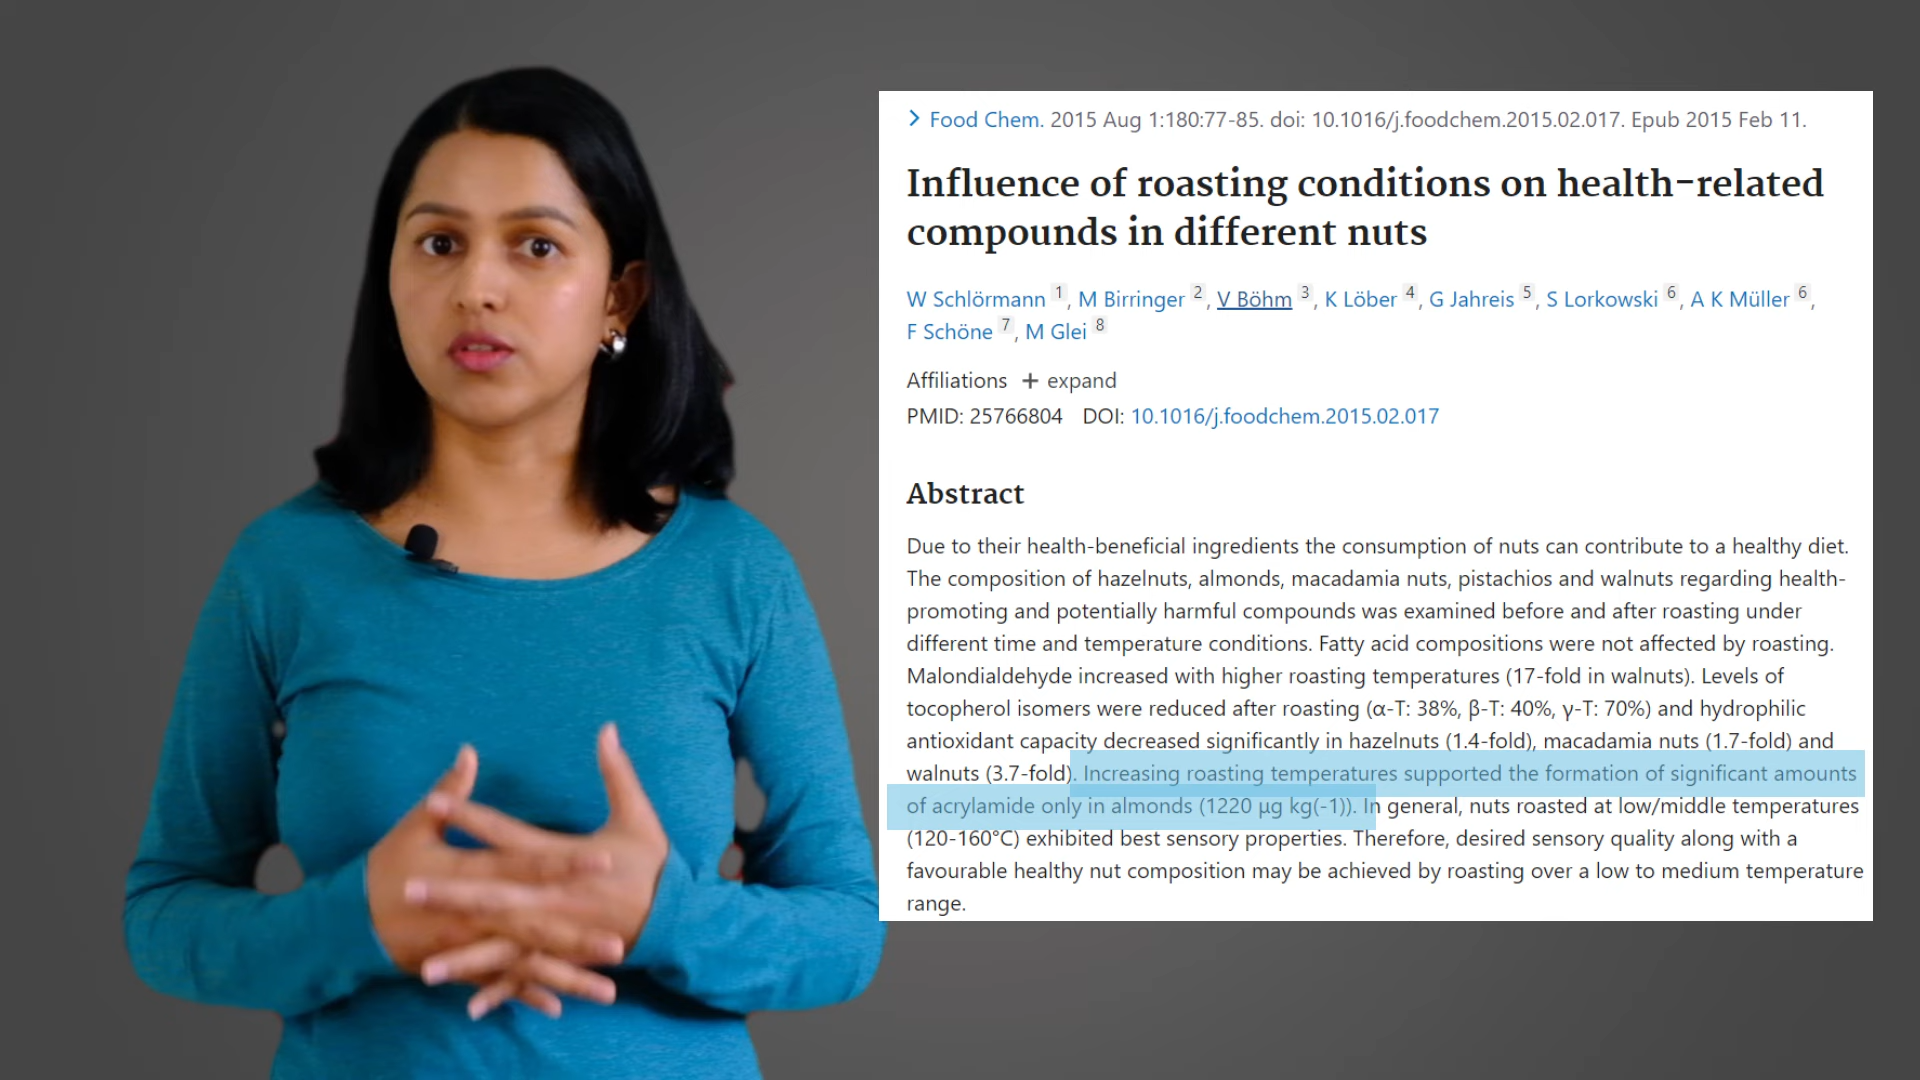 Food Chem. 2015 Aug 1:180:77-85. doi: 10.1016/j.foodchem.2015.02.017. Epub 2015 Feb 11.
Influence of roasting conditions on health-related
compounds in different nuts
W Schlörmann 1, M Birringer 2, V Böhm 3, K Löber 4, G Jahreis 5, S Lorkowski 6, A K Müller 6,
F Schöne 7, M Glei 8
Affiliations + expand
PMID: 25766804 DOI: 10.1016/j.foodchem.2015.02.017
Abstract
Due to their health-beneficial ingredients the consumption of nuts can contribute to a healthy diet.
The composition of hazelnuts, almonds, macadamia nuts, pistachios and walnuts regarding health-
promoting and potentially harmful compounds was examined before and after roasting under
different time and temperature conditions. Fatty acid compositions were not affected by roasting.
Malondialdehyde increased with higher roasting temperatures (17-fold in walnuts). Levels of
tocopherol isomers were reduced after roasting (α-T: 38%, β-T: 40%, γ-T: 70%) and hydrophilic
antioxidant capacity decreased significantly in hazelnuts (1.4-fold), macadamia nuts (1.7-fold) and
walnuts (3.7-fold). Increasing roasting temperatures supported the formation of significant amounts
of acrylamide only in almonds (1220 μg kg(-1)). In general, nuts roasted at low/middle temperatures
(120-160°C) exhibited best sensory properties. Therefore, desired sensory quality along with a
favourable healthy nut composition may be achieved by roasting over a low to medium temperature
range.